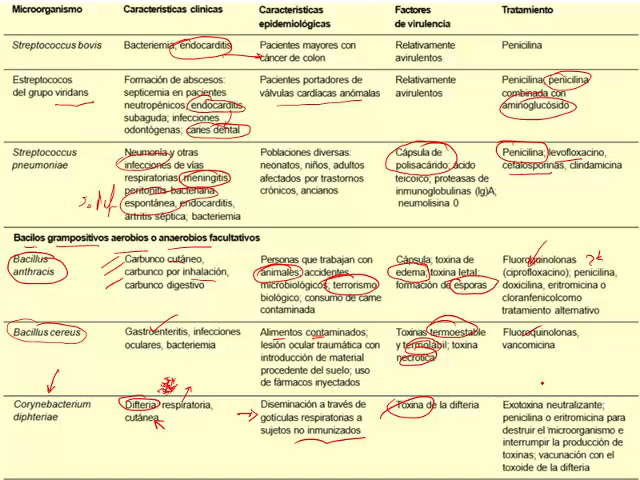 Microorganismo Características clínicas Características epidemiológicas Factores de virulencia Tratamiento
Streptococcus bovis
Bacteriemia; endocarditis
Pacientes mayores con
cáncer de colon
Relativamente
avirulentos
Penicilina
Estreptococos
del grupo viridans
Formación de abscesos:
septicemia en pacientes
neutropénicos, endocarditis
subaguda; infecciones
odontógenas; caries dental
Pacientes portadores de
válvulas cardíacas anómalas
Relativamente
avirulentos
Penicilina; penicilina
combinada con
aminoglucósido
Streptococcus
pneumoniae
Neumonía y otras
infecciones de vías
respiratorias; meningitis
peritonitis bacteriana
espontánea, endocarditis,
artritis séptica; bacteriemia
Poblaciones diversas:
neonatos, niños, adultos
afectados por trastornos
crónicos, ancianos
Cápsula de
polisacárido; ácido
teicoico; proteasas de
inmunoglobulinas (IgA);
neumolisina 0
Penicilina; levofloxacino,
cefalosporinas, clindamicina
Bacilos grampositivos aerobios o anaerobios facultativos
Bacillus
anthracis
Carbunco cutáneo,
carbunco por inhalación,
carbunco digestivo
Personas que trabajan con
animales; accidentes
microbiológicos; terrorismo
biológico; consumo de carne
contaminada
Cápsula; toxina de
edema; toxina letal;
formación de esporas
Fluoroquinolonas
(ciprofloxacino); penicilina,
doxicilina, eritromicina o
cloranfenicolcomo
tratamiento alternativo
Bacillus cereus
Gastroenteritis, infecciones
oculares, bacteriemia
Alimentos contaminados;
lesión ocular traumática con
introducción de material
procedente del suelo; uso
de fármacos inyectados
Toxinas termoestable
y termolábil; toxina
necrótica
Fluoroquinolonas,
vancomicina
Corynebacterium
diphteriae
Difteria: respiratoria,
cutánea
Diseminación a través de
gotículas respiratorias a
sujetos no inmunizados
Toxina de la difteria
Exotoxina neutralizante;
penicilina o eritromicina para
destruir el microorganismo e
interrumpir la producción de
toxinas; vacunación con el
toxoide de la difteria